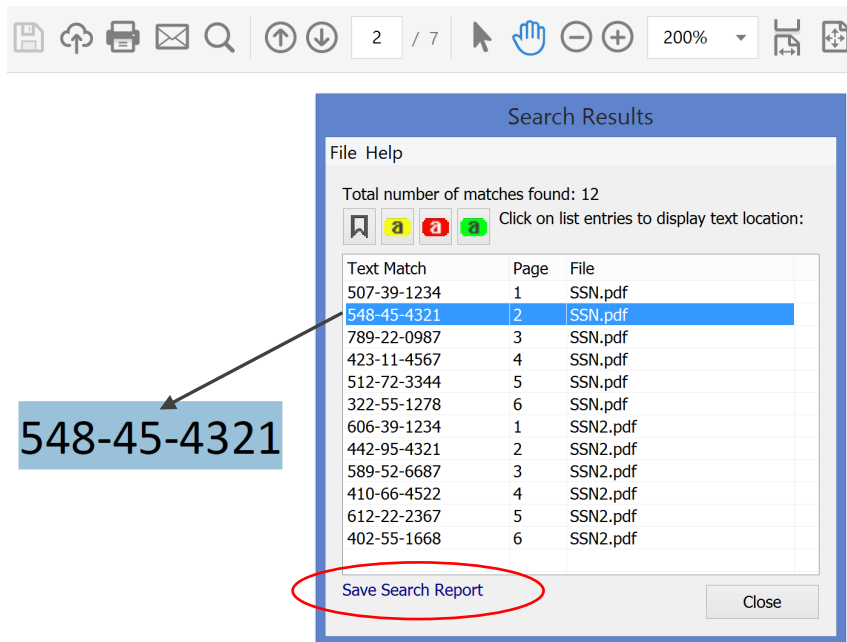 2 / 7 200%
Search Results
File Help
Total number of matches found: 12
a a a Click on list entries to display text location:
Text Match Page File
507-39-1234 1 SSN.pdf
548-45-4321 2 SSN.pdf
789-22-0987 3 SSN.pdf
423-11-4567 4 SSN.pdf
512-72-3344 5 SSN.pdf
322-55-1278 6 SSN.pdf
606-39-1234 1 SSN2.pdf
442-95-4321 2 SSN2.pdf
589-52-6687 3 SSN2.pdf
410-66-4522 4 SSN2.pdf
612-22-2367 5 SSN2.pdf
402-55-1668 6 SSN2.pdf
548-45-4321
Save Search Report
Close